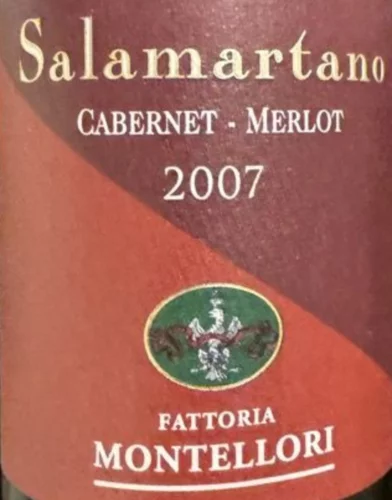 Salamartano
CABERNET - MERLOT
2007
FATTORIA
MONTELLORI